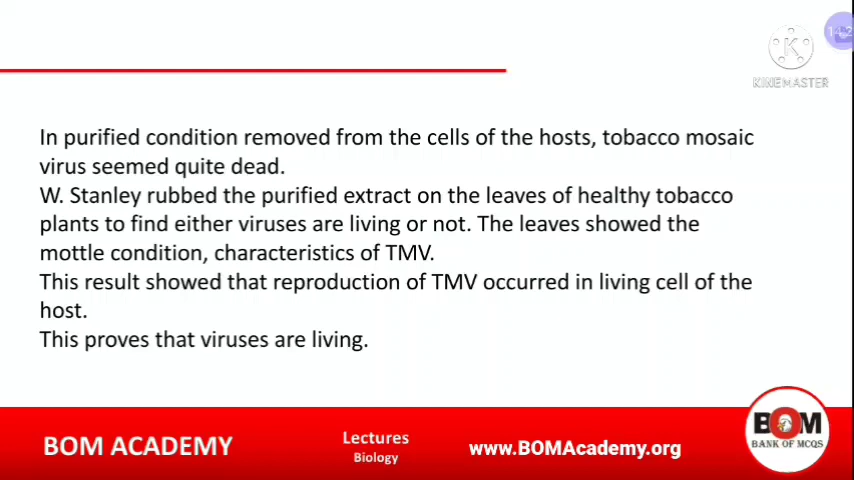 K
KINEMASTER
In purified condition removed from the cells of the hosts, tobacco mosaic
virus seemed quite dead.
W. Stanley rubbed the purified extract on the leaves of healthy tobacco
plants to find either viruses are living or not. The leaves showed the
mottle condition, characteristics of TMV.
This result showed that reproduction of TMV occurred in living cell of the
host.
This proves that viruses are living.
BOM ACADEMY
Lectures
Biology
www.BOMAcademy.org
BOM
BANK OF MCQS